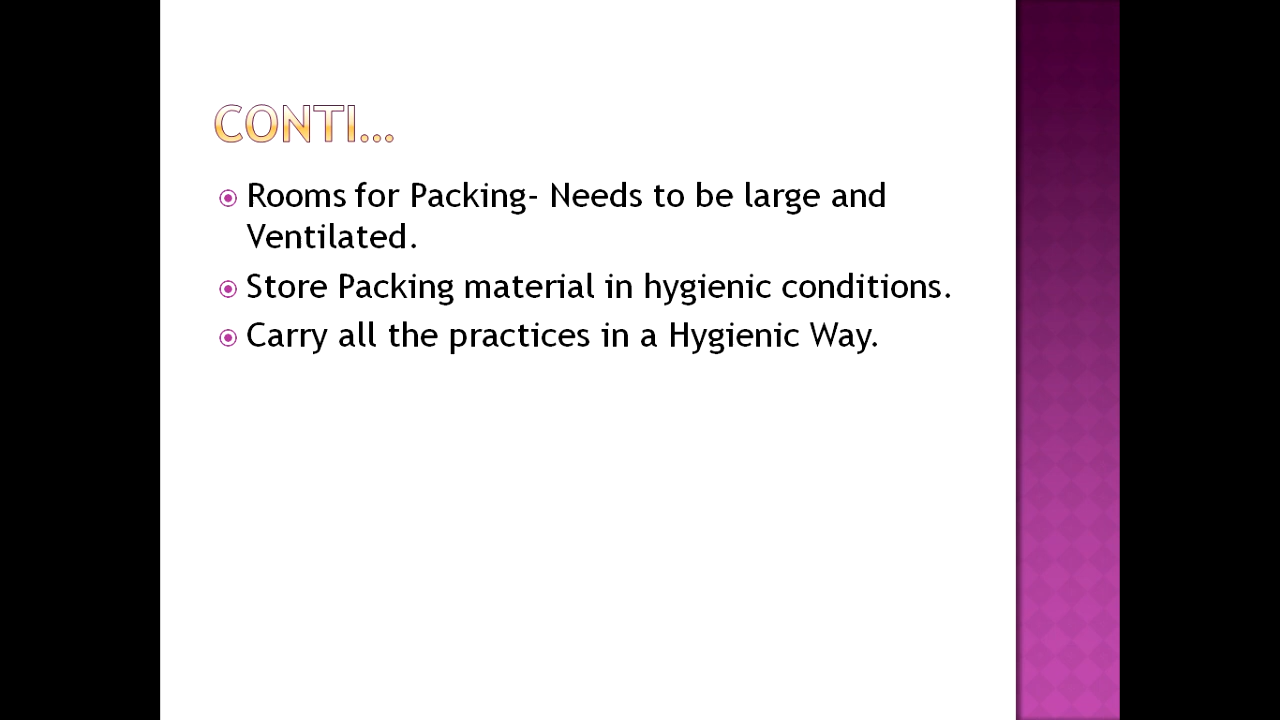 CONTI...
Rooms for Packing- Needs to be large and
Ventilated.
Store Packing material in hygienic conditions.
Carry all the practices in a Hygienic Way.